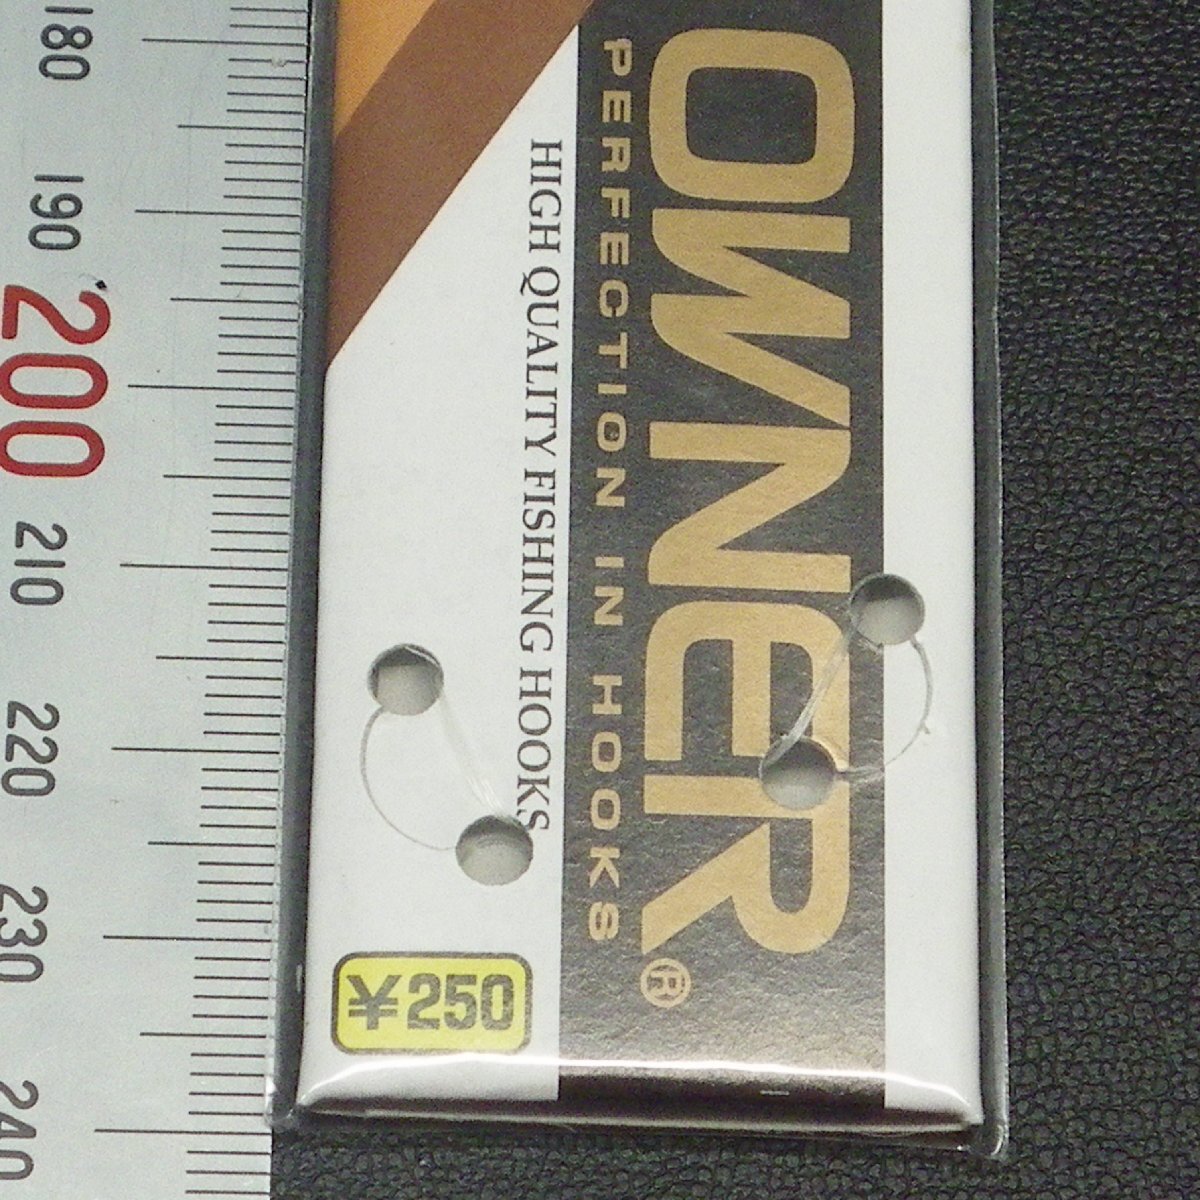 180
190
200
210
220
230
240
OWNER®
PERFECTION IN HOOKS
HIGH QUALITY FISHING HOOKS
¥250